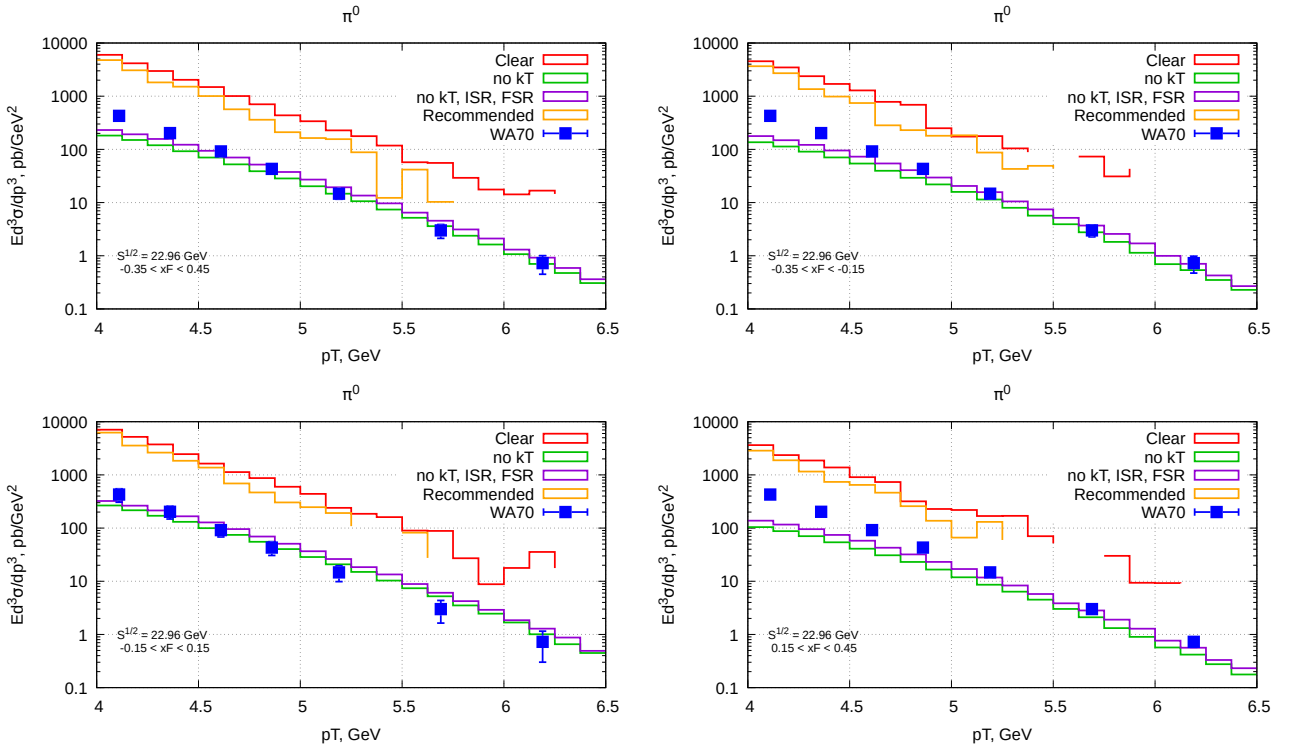 π⁰
Ed³σ/dp³, pb/GeV²
10000
1000
100
10
1
0.1
Clear
no kT
no kT, ISR, FSR
Recommended
WA70
S^1/2 = 22.96 GeV
-0.35 < xF < 0.45
4 4.5 5 5.5 6 6.5
pT, GeV
π⁰
Ed³σ/dp³, pb/GeV²
10000
1000
100
10
1
0.1
Clear
no kT
no kT, ISR, FSR
Recommended
WA70
S^1/2 = 22.96 GeV
-0.35 < xF < -0.15
4 4.5 5 5.5 6 6.5
pT, GeV
π⁰
Ed³σ/dp³, pb/GeV²
10000
1000
100
10
1
0.1
Clear
no kT
no kT, ISR, FSR
Recommended
WA70
S^1/2 = 22.96 GeV
-0.15 < xF < 0.15
4 4.5 5 5.5 6 6.5
pT, GeV
π⁰
Ed³σ/dp³, pb/GeV²
10000
1000
100
10
1
0.1
Clear
no kT
no kT, ISR, FSR
Recommended
WA70
S^1/2 = 22.96 GeV
0.15 < xF < 0.45
4 4.5 5 5.5 6 6.5
pT, GeV